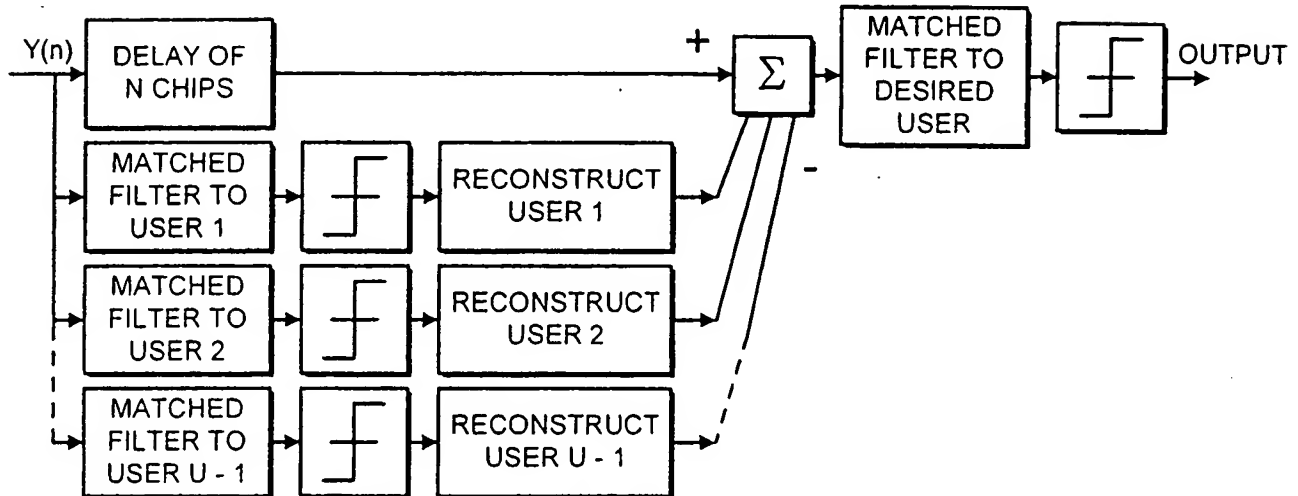 Y(n)
DELAY OF
N CHIPS
+
Σ
MATCHED
FILTER TO
DESIRED
USER
OUTPUT
-
MATCHED
FILTER TO
USER 1
RECONSTRUCT
USER 1
MATCHED
FILTER TO
USER 2
RECONSTRUCT
USER 2
MATCHED
FILTER TO
USER U - 1
RECONSTRUCT
USER U - 1